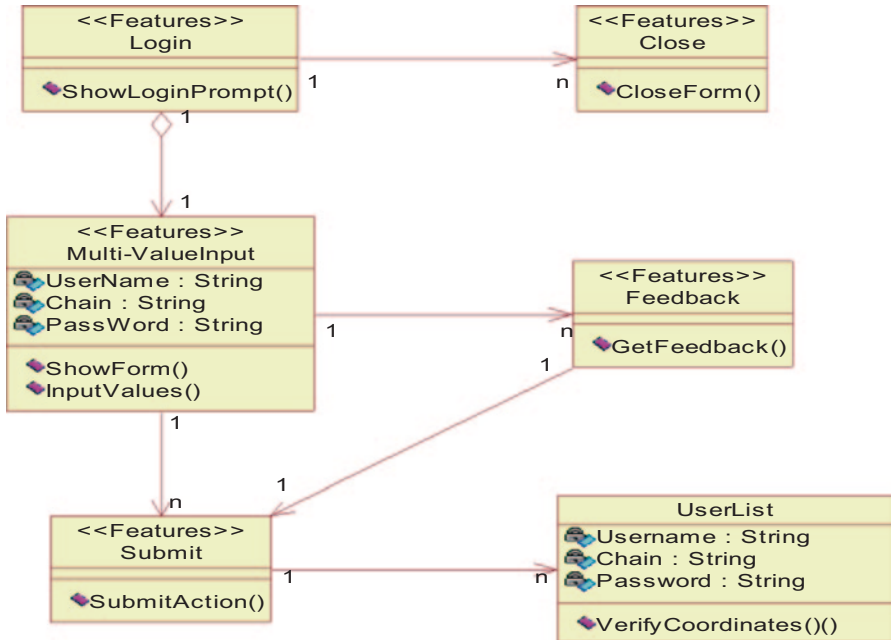 <<Features>>
Login
ShowLoginPrompt()
<<Features>>
Close
CloseForm()
1
n
1
1
<<Features>>
Multi-ValueInput
UserName : String
Chain : String
PassWord : String
ShowForm()
InputValues()
<<Features>>
Feedback
GetFeedback()
1
n
1
1
n
1
<<Features>>
Submit
SubmitAction()
1
n
UserList
Username : String
Chain : String
Password : String
VerifyCoordinates()()